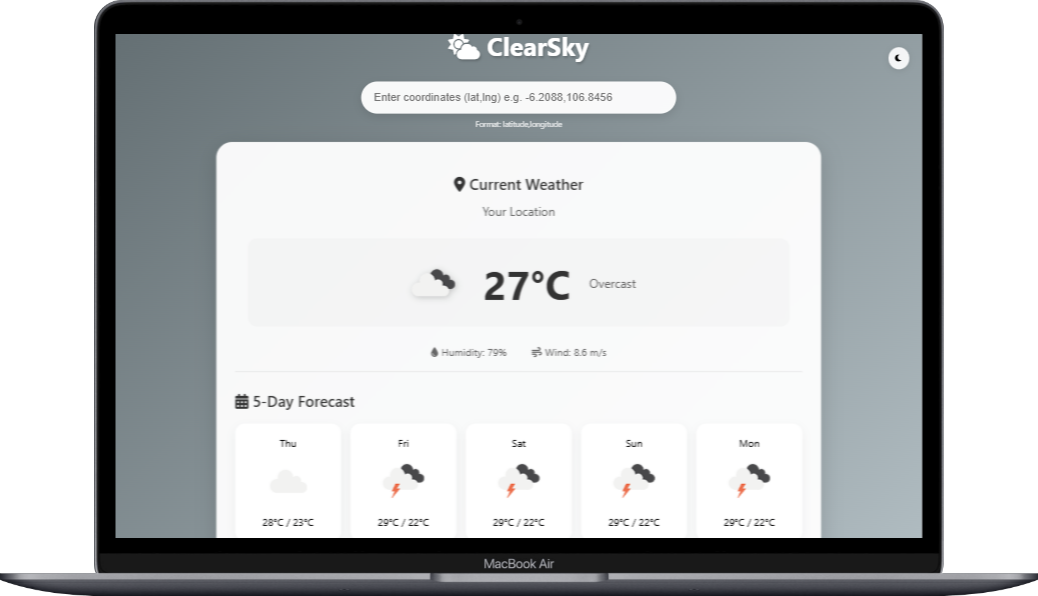 ClearSky
Enter coordinates (lat,lng) e.g. -6.2088,106.8456
Format: latitude,longitude
Current Weather
Your Location
27°C Overcast
Humidity: 79% Wind: 8.6 m/s
5-Day Forecast
Thu Fri Sat Sun Mon
28°C / 23°C 29°C / 22°C 29°C / 22°C 29°C / 22°C 29°C / 22°C
MacBook Air